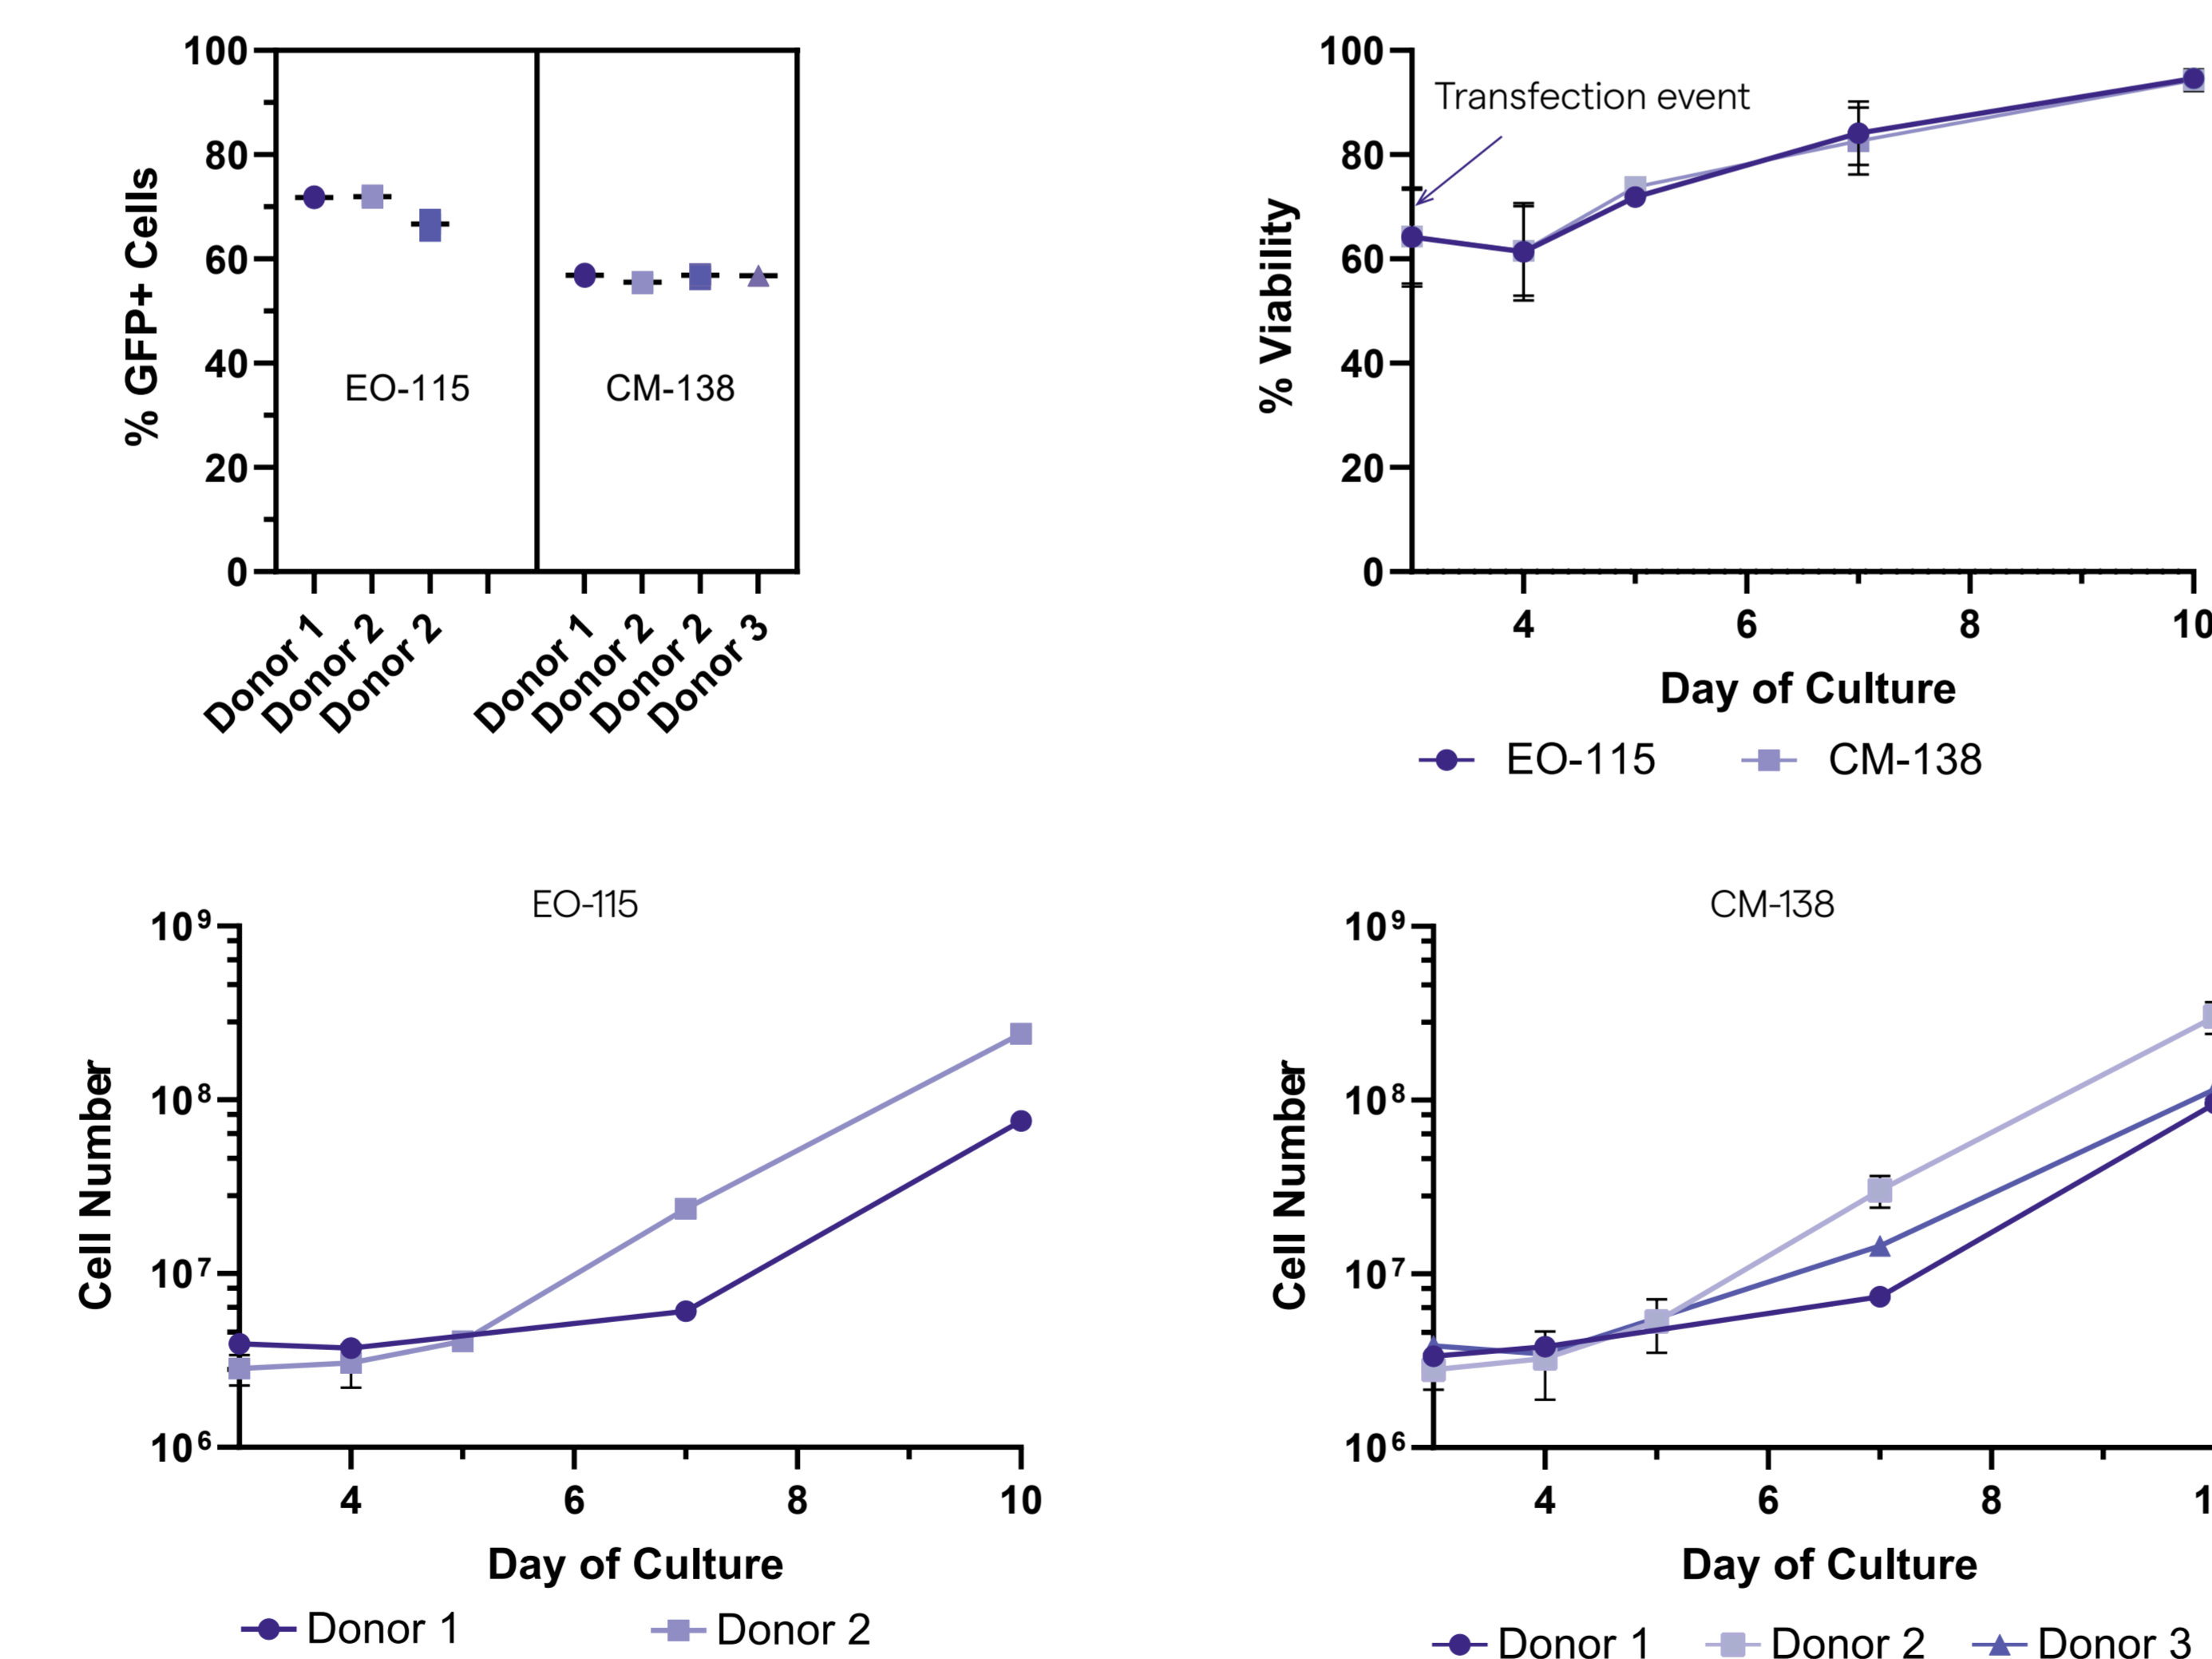 100
80
60
40
20
0
% GFP+ Cells
EO-115
CM-138
Donor 1
Donor 2
Donor 2
Donor 1
Donor 2
Donor 2
Donor 3
100
80
60
40
20
0
% Viability
Transfection event
4 6 8 10
Day of Culture
EO-115 CM-138
EO-115
10⁹
10⁸
10⁷
10⁶
Cell Number
4 6 8 10
Day of Culture
Donor 1 Donor 2
CM-138
10⁹
10⁸
10⁷
10⁶
Cell Number
4 6 8 1
Day of Culture
Donor 1 Donor 2 Donor 3